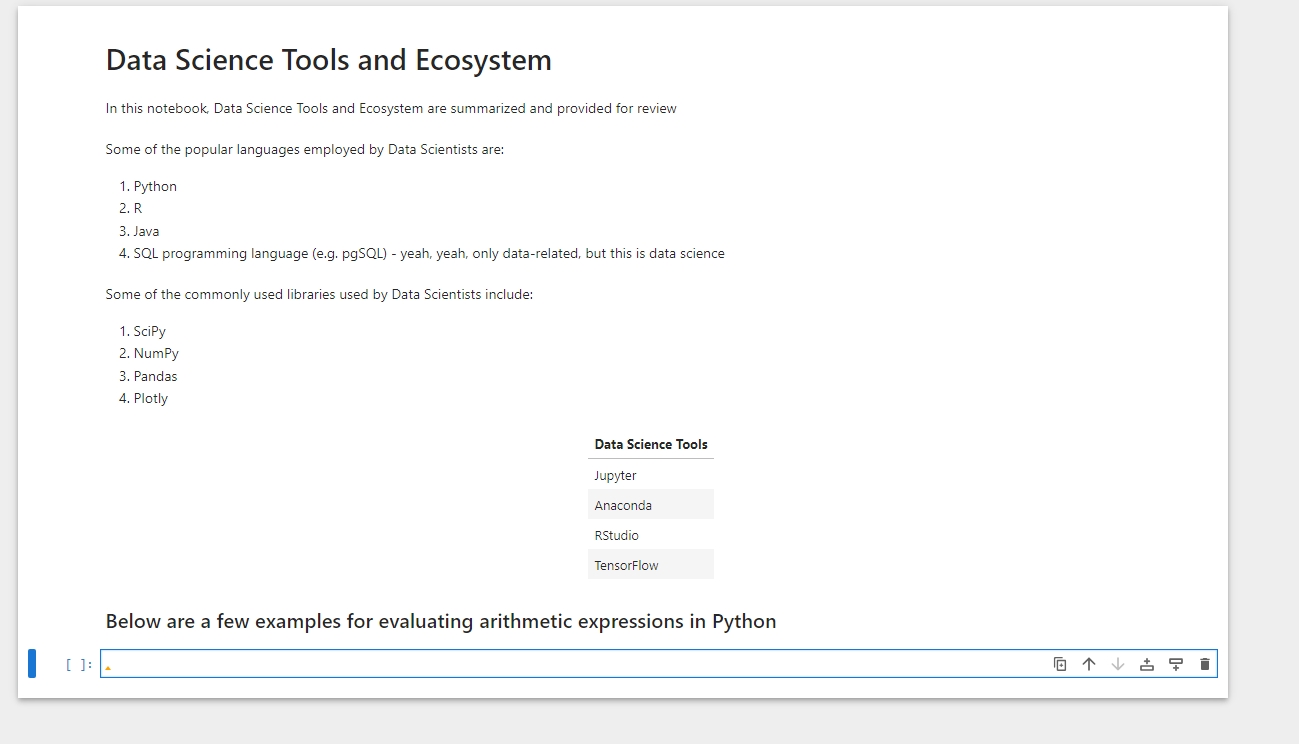 Data Science Tools and Ecosystem
In this notebook, Data Science Tools and Ecosystem are summarized and provided for review
Some of the popular languages employed by Data Scientists are:
1. Python
2. R
3. Java
4. SQL programming language (e.g. pgSQL) - yeah, yeah, only data-related, but this is data science
Some of the commonly used libraries used by Data Scientists include:
1. SciPy
2. NumPy
3. Pandas
4. Plotly
Data Science Tools
Jupyter
Anaconda
RStudio
TensorFlow
Below are a few examples for evaluating arithmetic expressions in Python
[ ]: